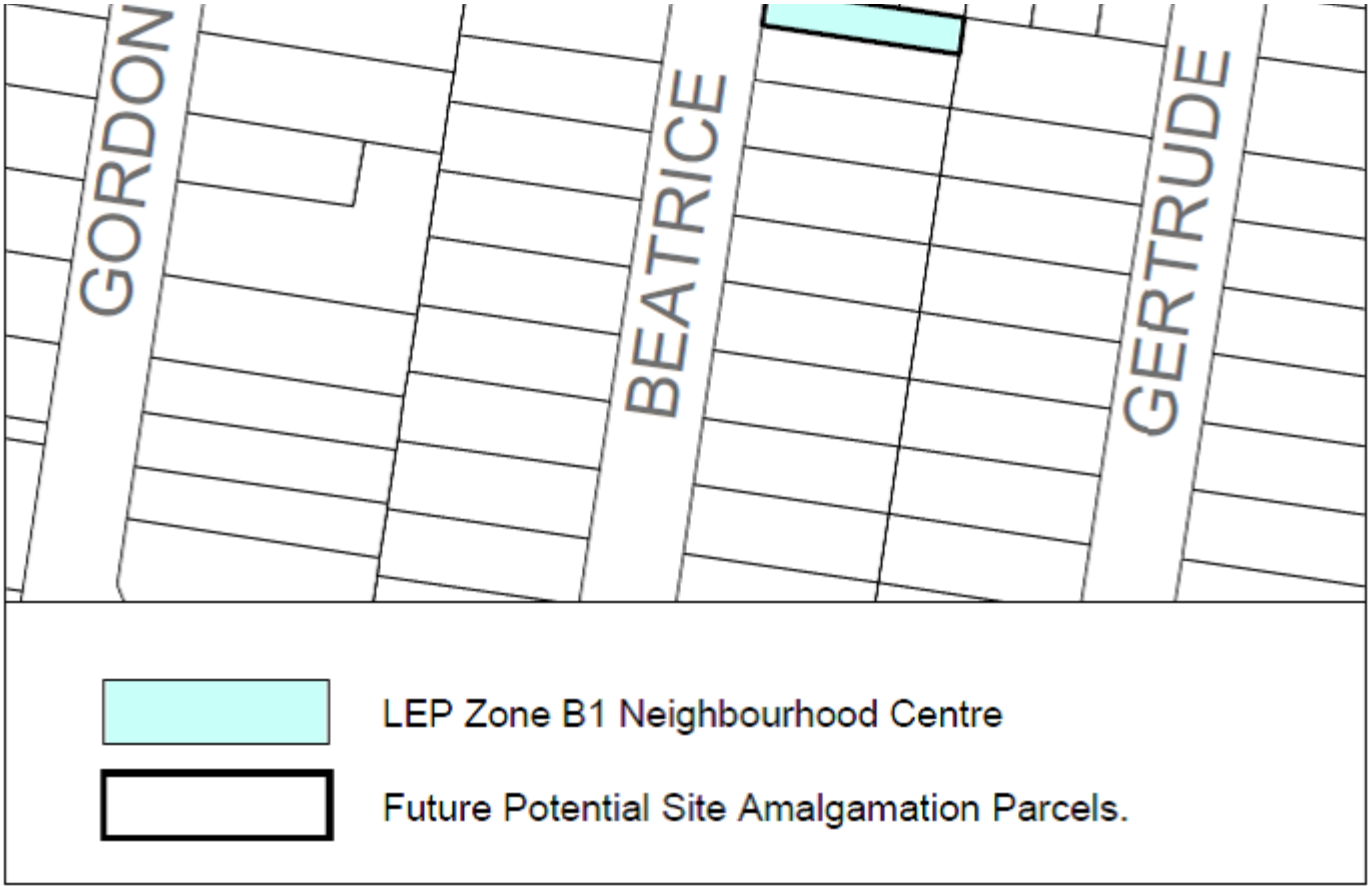 GORDON
BEATRICE
GERTRUDE
LEP Zone B1 Neighbourhood Centre
Future Potential Site Amalgamation Parcels.